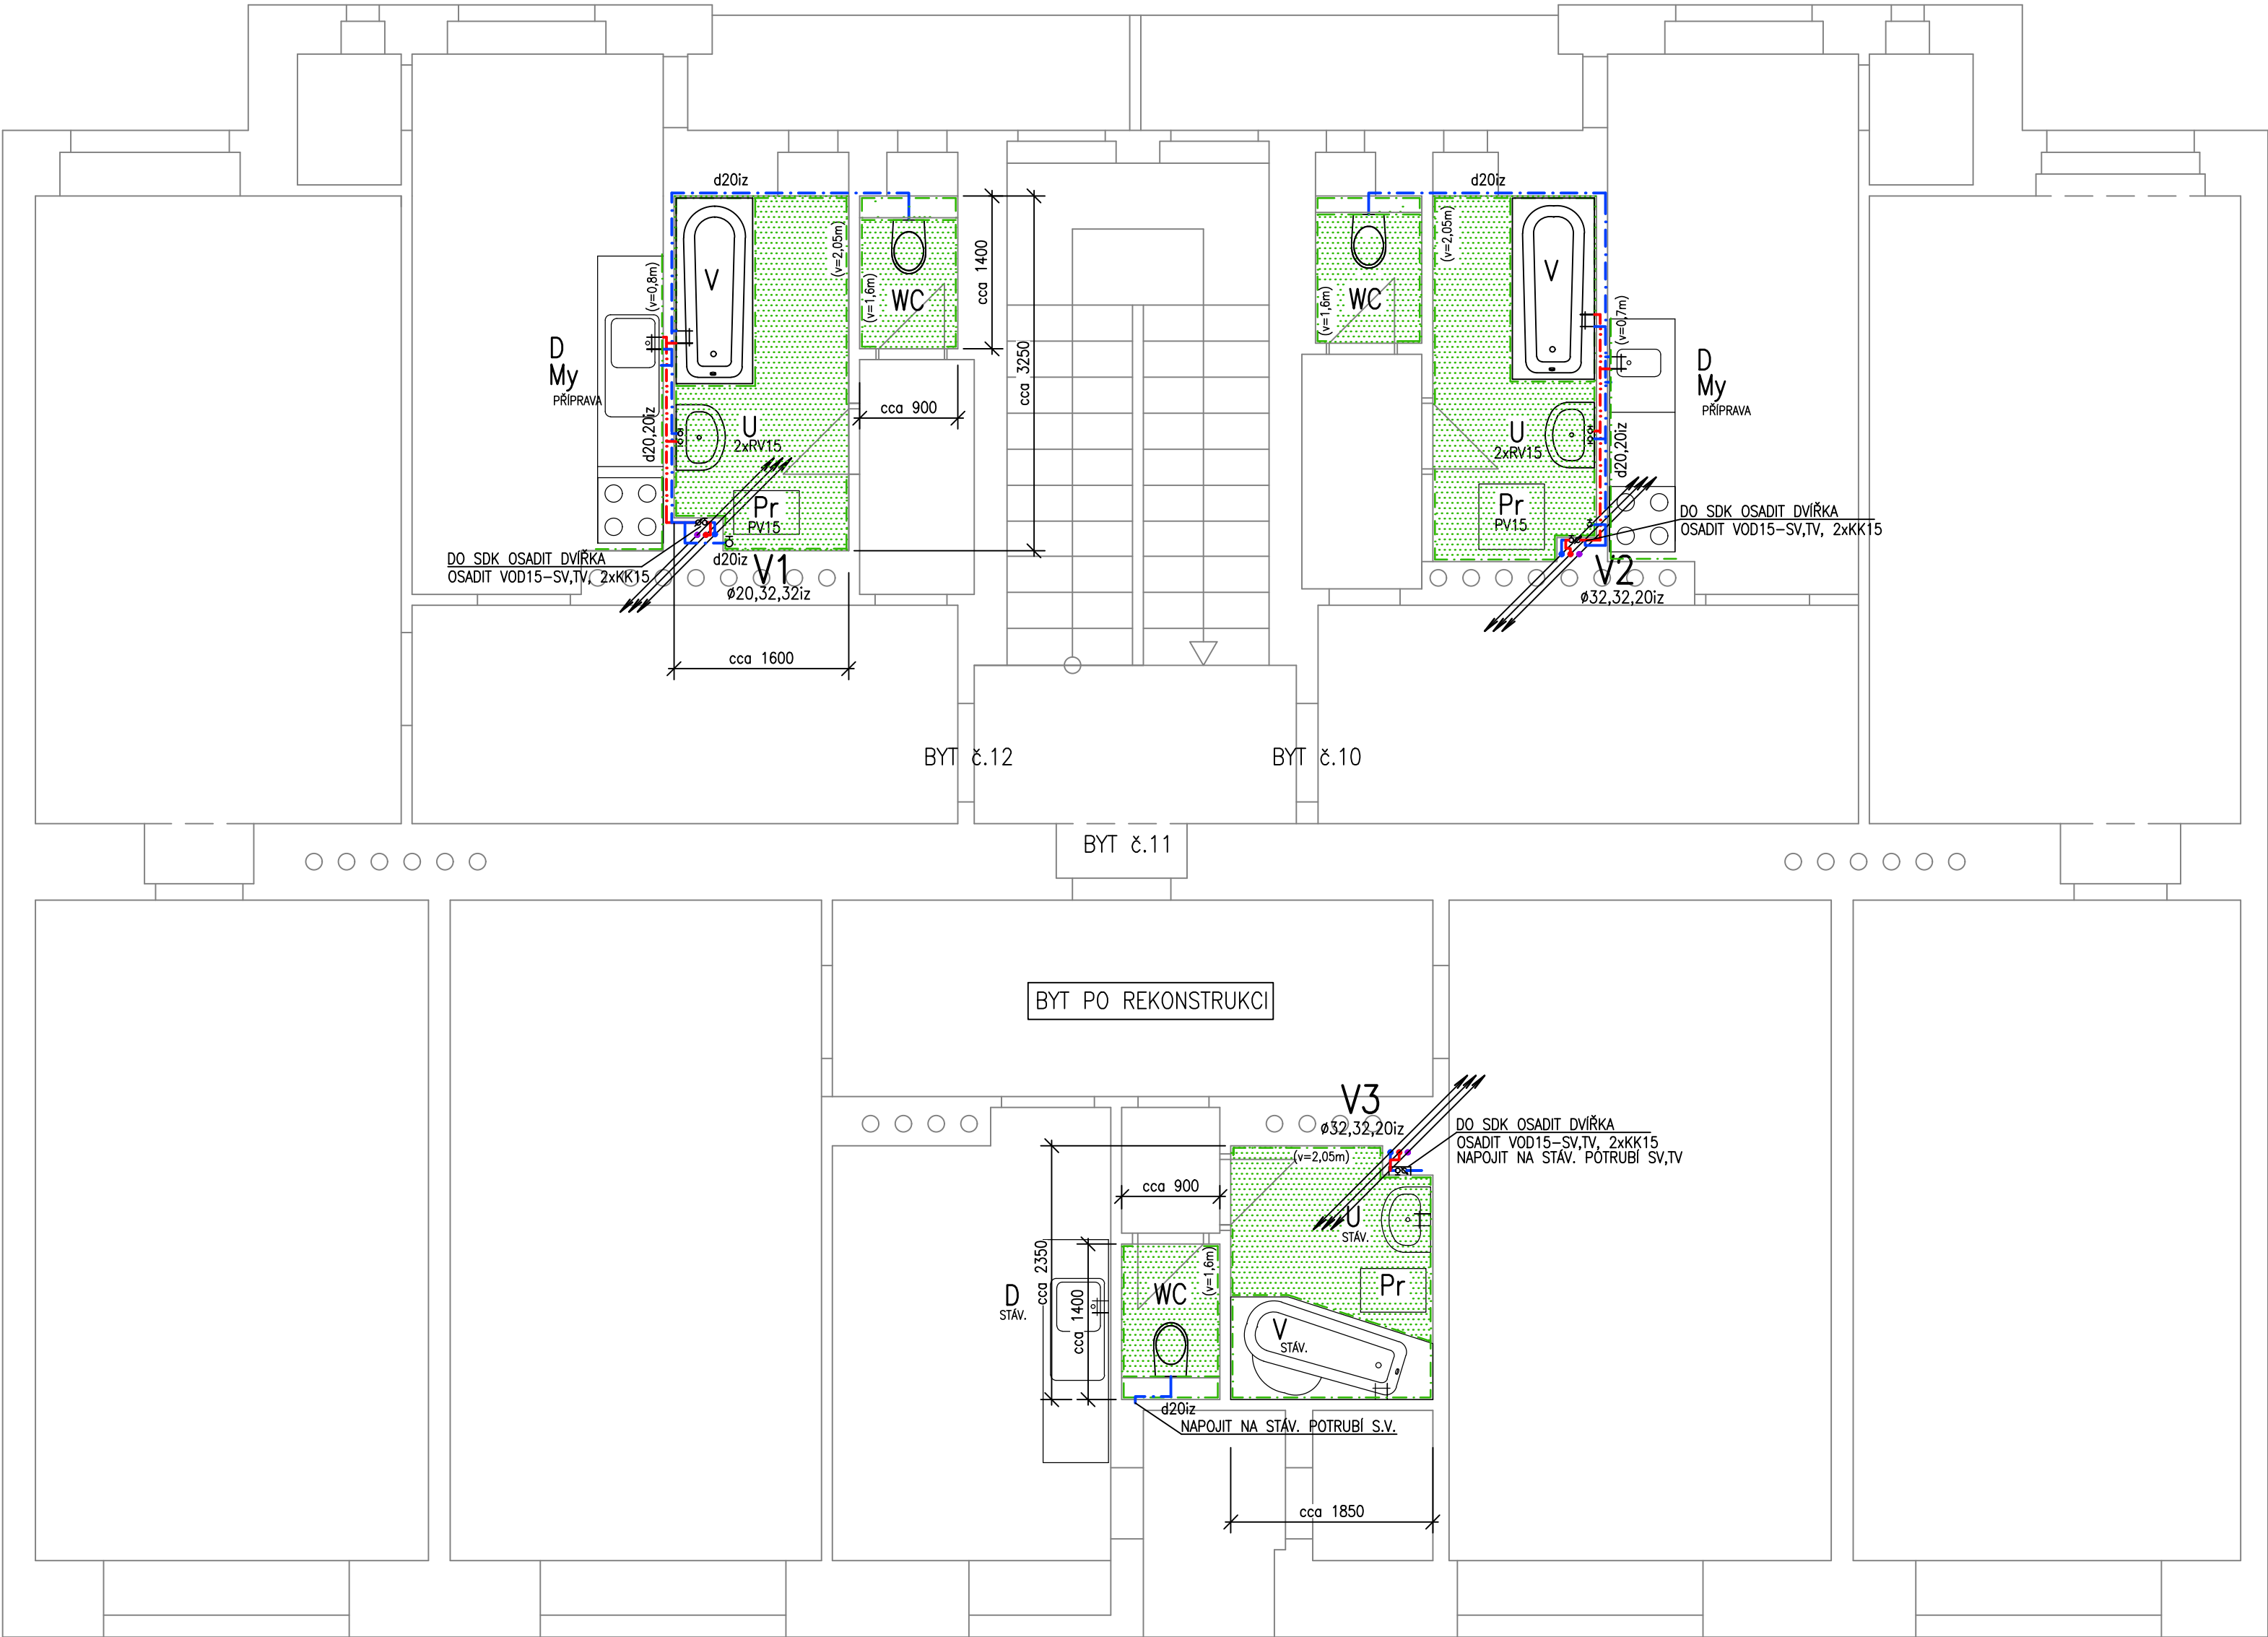 d20iz
d20iz
(v=2,05m)
(v=2,05m)
(v=0,8m)
V
(v=1,6m)
WC
cca 1400
WC
(v=1,6m)
V
(v=0,7m)
D
My
PŘÍPRAVA
cca 3250
cca 900
D
My
PŘÍPRAVA
d20,20iz
U
2xRV15
U
2xRV15
d20,20iz
Pr
PV15
Pr
PV15
DO SDK OSADIT DVÍŘKA
OSADIT VOD15-SV,TV, 2xKK15
DO SDK OSADIT DVÍŘKA
OSADIT VOD15-SV,TV, 2xKK15
d20iz
V1
ø20,32,32iz
V2
ø32,32,20iz
cca 1600
BYT č.12
BYT č.10
BYT č.11
BYT PO REKONSTRUKCI
V3
ø32,32,20iz
DO SDK OSADIT DVÍŘKA
OSADIT VOD15-SV,TV, 2xKK15
NAPOJIT NA STÁV. POTRUBÍ SV,TV
(v=2,05m)
cca 900
U
STÁV.
cca 2350
(v=1,6m)
D
STÁV.
cca 1400
WC
Pr
V
STÁV.
d20iz
NAPOJIT NA STÁV. POTRUBÍ S.V.
cca 1850